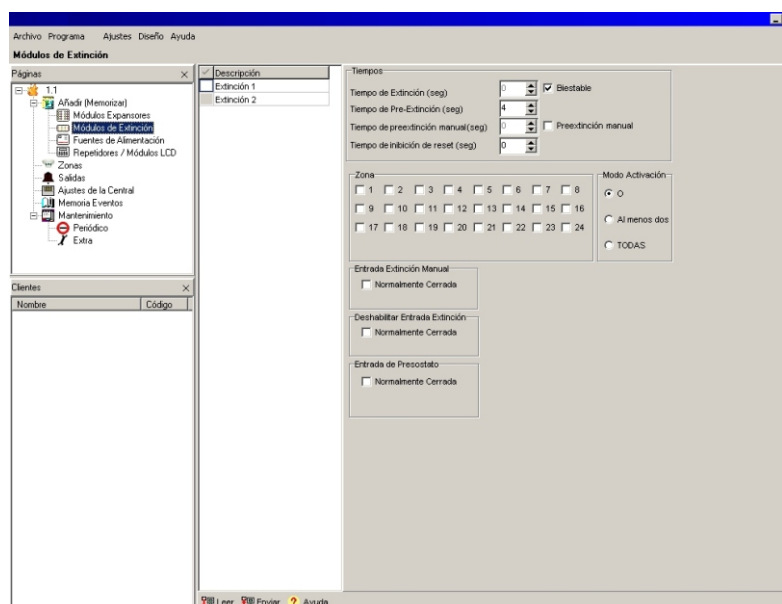 Archivo Programa Ajustes Diseño Ayuda
Módulos de Extinción
Páginas
1.1
Añadir (Memorizar)
Módulos Expansores
Módulos de Extinción
Fuentes de Alimentación
Repetidores / Módulos LCD
Zonas
Salidas
Ajustes de la Central
Memoria Eventos
Mantenimiento
Periódico
Extra
Clientes
Nombre Código
Descripción
Extinción 1
Extinción 2
Tiempos
Tiempo de Extinción (seg) 0 Biestable
Tiempo de Pre-Extinción (seg) 4
Tiempo de preextinción manual(seg) 0 Preextinción manual
Tiempo de inibición de reset (seg) 0
Zona
1 2 3 4 5 6 7 8
9 10 11 12 13 14 15 16
17 18 19 20 21 22 23 24
Modo Activación
O
Al menos dos
TODAS
Entrada Extinción Manual
Normalmente Cerrada
Deshabilitar Entrada Extinción
Normalmente Cerrada
Entrada de Presostato
Normalmente Cerrada
Leer Enviar ? Ayuda